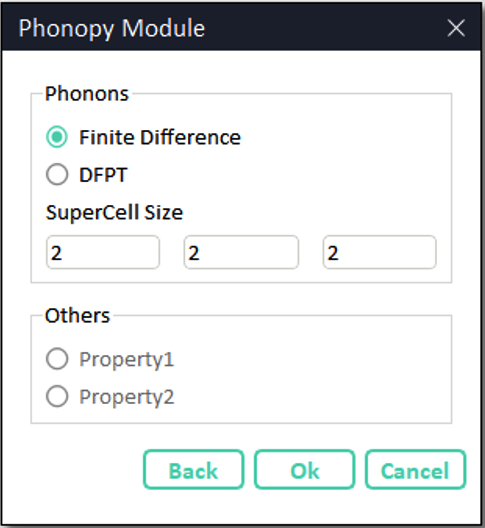 Phonopy Module
Phonons
Finite Difference
DFPT
SuperCell Size
2 2 2
Others
Property1
Property2
Back Ok Cancel